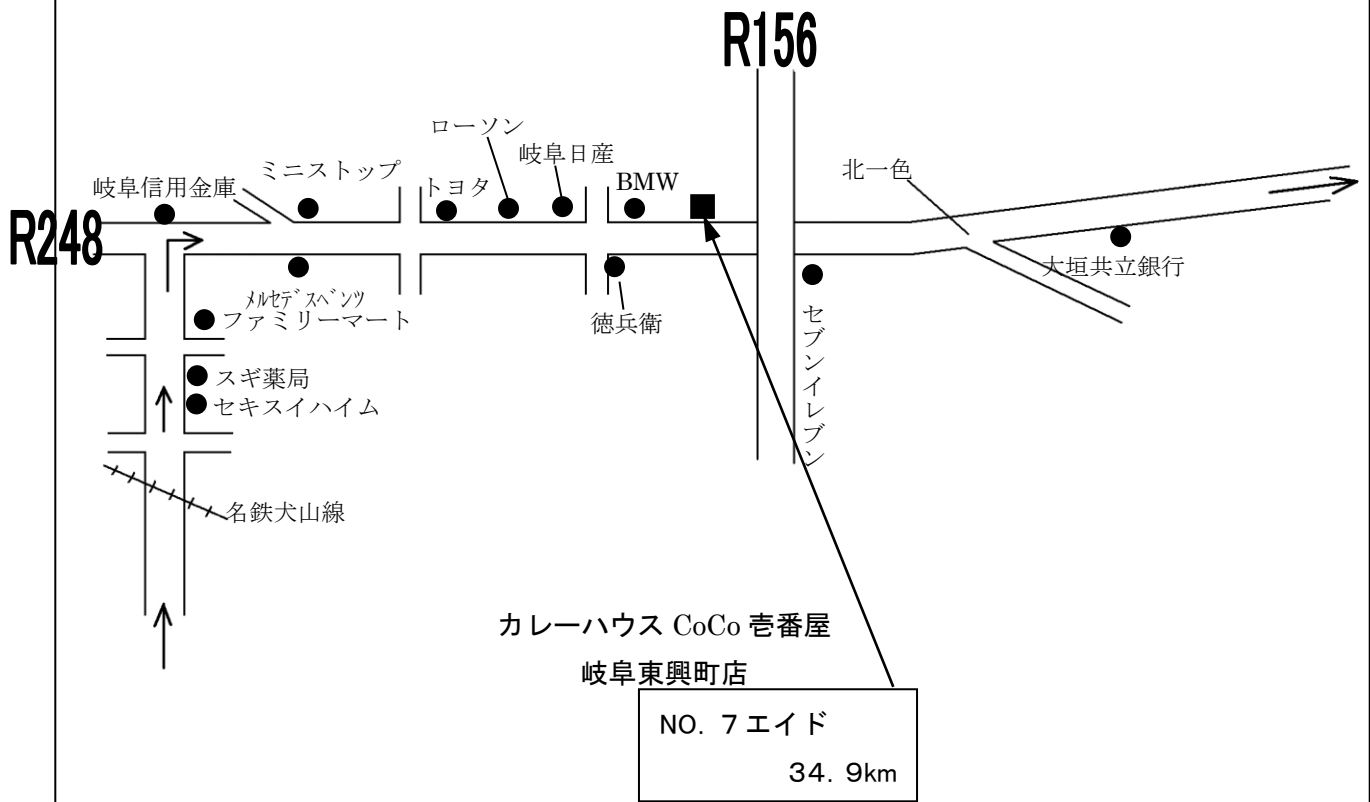 R156
ローソン
岐阜日産
ミニストップ
トヨタ
BMW
北一色
岐阜信用金庫
R248
大垣共立銀行
ﾒﾙｾﾃﾞｽﾍﾞﾝﾂ
ファミリーマート
徳兵衛
セブンイレブン
スギ薬局
セキスイハイム
名鉄犬山線
カレーハウス CoCo 壱番屋
岐阜東興町店
NO. 7エイド
34. 9km